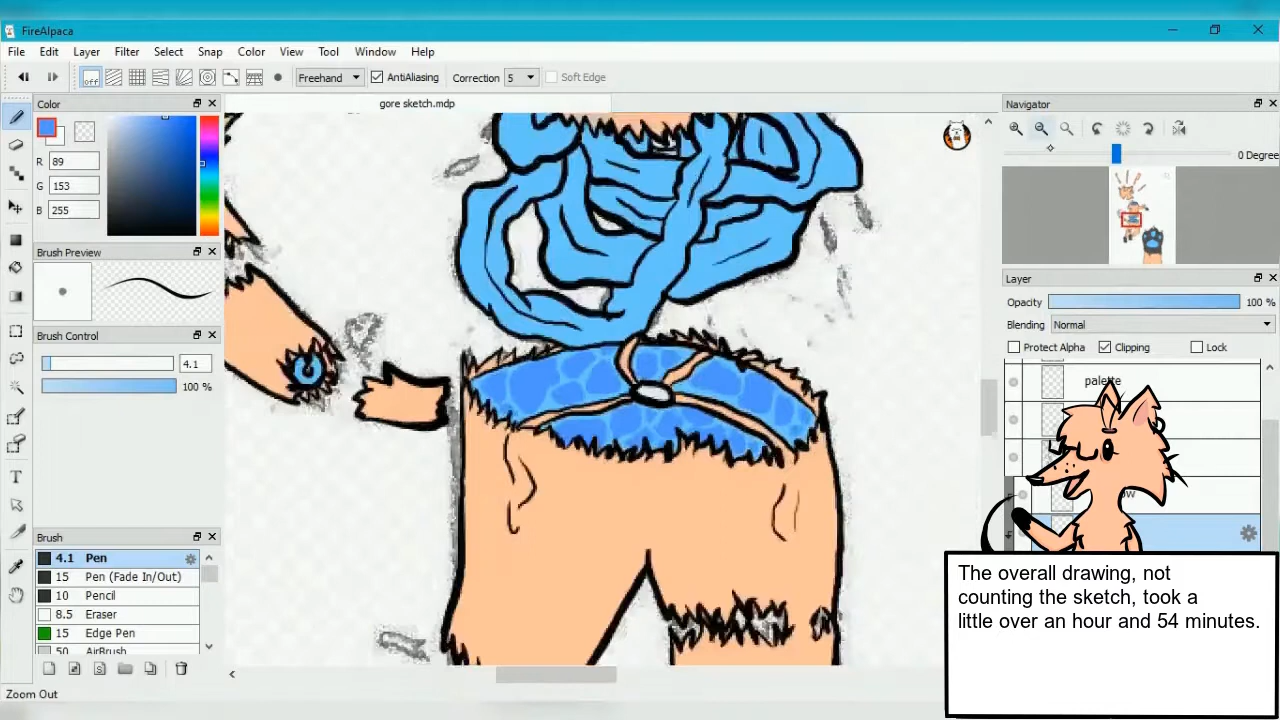 FireAlpaca
File Edit Layer Filter Select Snap Color View Tool Window Help
off Freehand AntiAliasing Correction 5 Soft Edge
Color
gore sketch.mdp
Navigator
R 89
G 153
B 255
0 Degree
Brush Preview
Layer
Opacity 100 %
Blending Normal
Brush Control
Protect Alpha Clipping Lock
4.1
100 %
palette
Brush
4.1 Pen
15 Pen (Fade In/Out)
10 Pencil
8.5 Eraser
15 Edge Pen
50 AirBrush
The overall drawing, not
counting the sketch, took a
little over an hour and 54 minutes.
Zoom Out